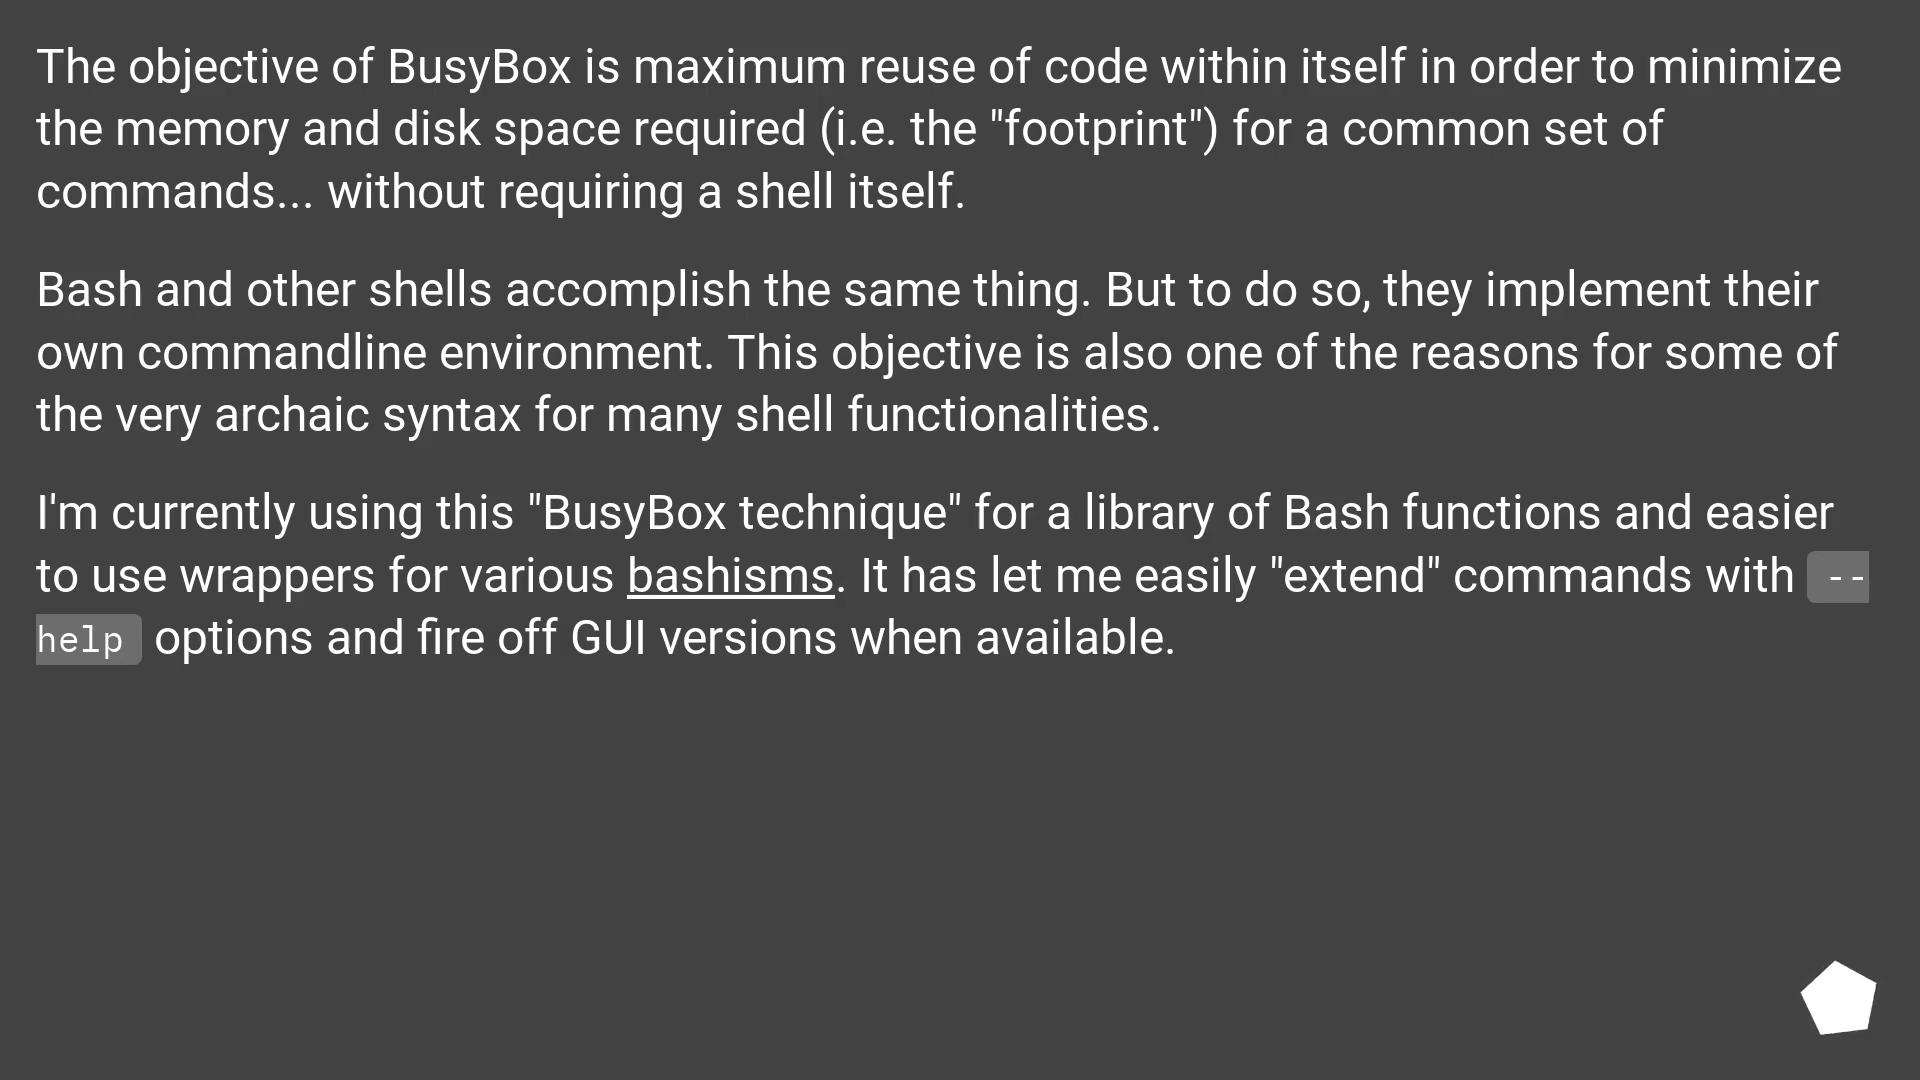 The objective of BusyBox is maximum reuse of code within itself in order to minimize
the memory and disk space required (i.e. the "footprint") for a common set of
commands... without requiring a shell itself.
Bash and other shells accomplish the same thing. But to do so, they implement their
own commandline environment. This objective is also one of the reasons for some of
the very archaic syntax for many shell functionalities.
I'm currently using this "BusyBox technique" for a library of Bash functions and easier
to use wrappers for various bashisms. It has let me easily "extend" commands with --
help options and fire off GUI versions when available.